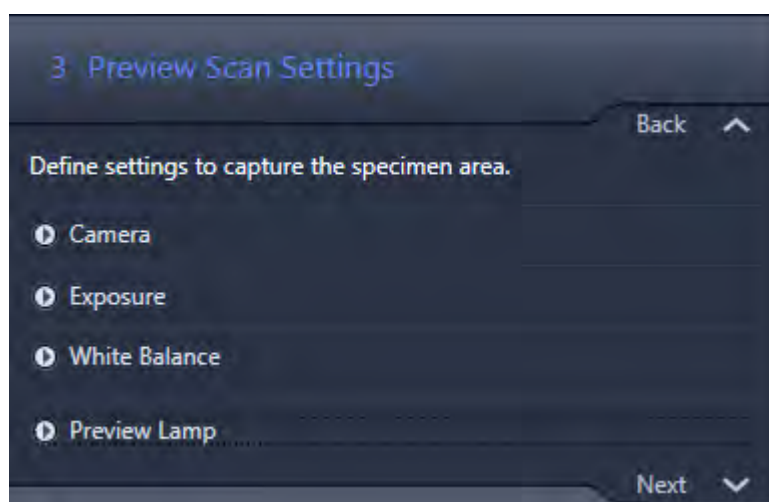 3 Preview Scan Settings
Back
Define settings to capture the specimen area.
Camera
Exposure
White Balance
Preview Lamp
Next